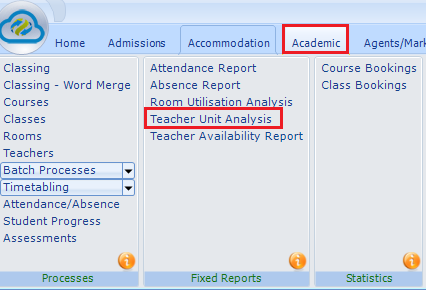 Home Admissions Accommodation Academic Agents/Mark
Classing
Classing - Word Merge
Courses
Classes
Rooms
Teachers
Batch Processes
Timetabling
Attendance/Absence
Student Progress
Assessments
Processes
Attendance Report
Absence Report
Room Utilisation Analysis
Teacher Unit Analysis
Teacher Availability Report
Fixed Reports
Course Bookings
Class Bookings
Statistics